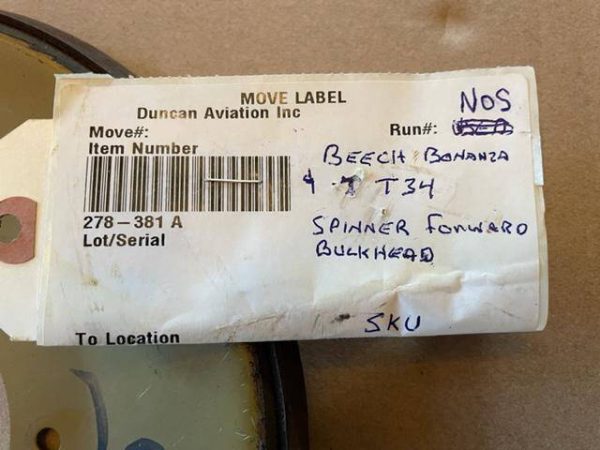 MOVE LABEL
Duncan Aviation Inc
NOS
Move#:
Run#: USED
Item Number
BEECH BONANZA
& T34
278-381 A
Lot/Serial
SPINNER FORWARD
BULKHEAD
SKU
To Location